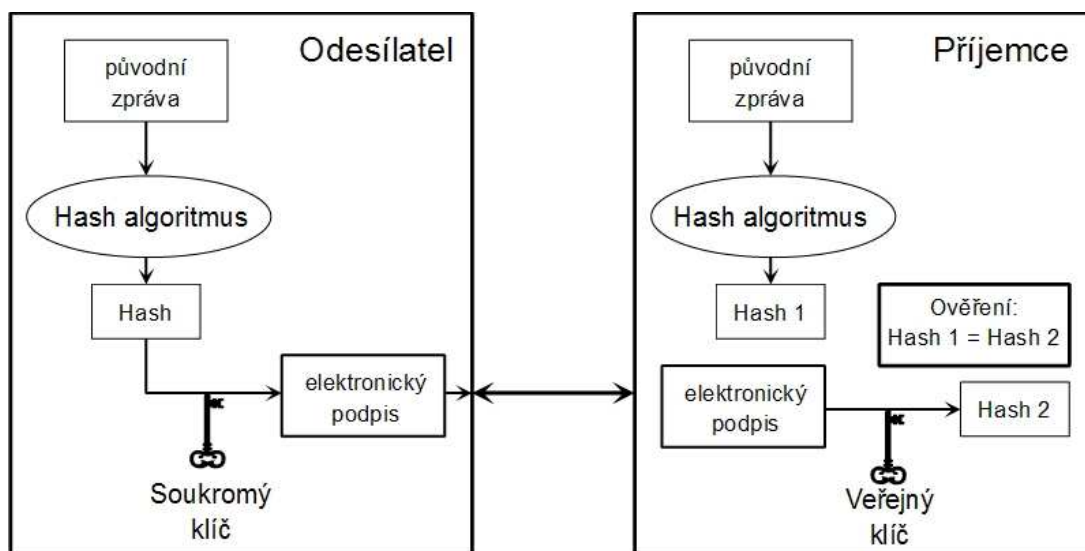 Odesílatel
původní
zpráva
Hash algoritmus
Hash
elektronický
podpis
Soukromý
klíč
Příjemce
původní
zpráva
Hash algoritmus
Hash 1
Ověření:
Hash 1 = Hash 2
elektronický
podpis
Hash 2
Veřejný
klíč